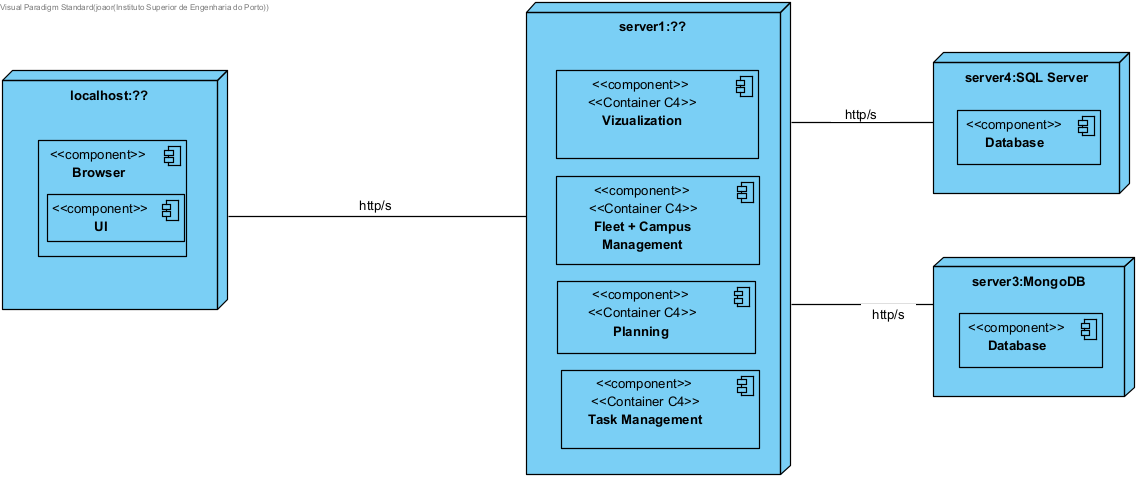 Visual Paradigm Standard(joaor(Instituto Superior de Engenharia do Porto))
localhost:??
<<component>>
Browser
<<component>>
UI
http/s
server1:??
<<component>>
<<Container C4>>
Vizualization
<<component>>
<<Container C4>>
Fleet + Campus
Management
<<component>>
<<Container C4>>
Planning
<<component>>
<<Container C4>>
Task Management
http/s
server4:SQL Server
<<component>>
Database
http/s
server3:MongoDB
<<component>>
Database